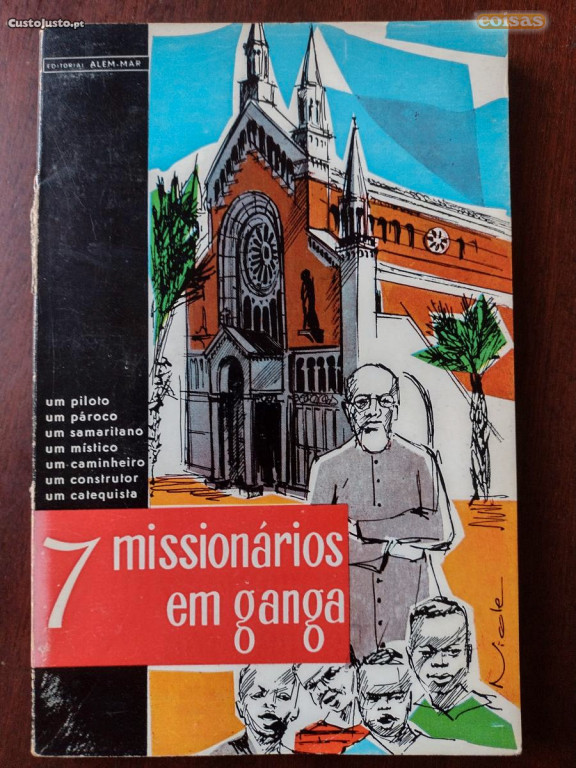 CustoJusto.pt
coisas
EDITORIAL ALEM-MAR
um piloto
um pároco
um samaritano
um místico
um caminheiro
um construtor
um catequista
7 missionários
em ganga
Nicole